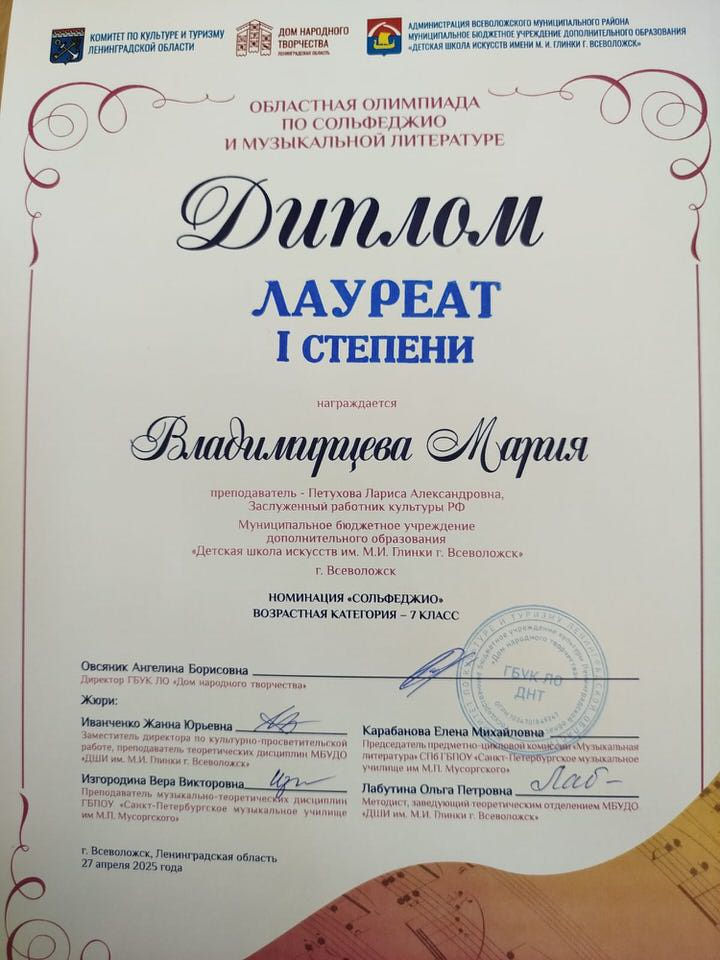 КОМИТЕТ ПО КУЛЬТУРЕ И ТУРИЗМУ
ЛЕНИНГРАДСКОЙ ОБЛАСТИ
ДОМ НАРОДНОГО
ТВОРЧЕСТВА
ЛЕНИНГРАДСКАЯ ОБЛАСТЬ
АДМИНИСТРАЦИЯ ВСЕВОЛОЖСКОГО МУНИЦИПАЛЬНОГО РАЙОНА
МУНИЦИПАЛЬНОЕ БЮДЖЕТНОЕ УЧРЕЖДЕНИЕ ДОПОЛНИТЕЛЬНОГО ОБРАЗОВАНИЯ
«ДЕТСКАЯ ШКОЛА ИСКУССТВ ИМЕНИ М. И. ГЛИНКИ Г. ВСЕВОЛОЖСК»
ОБЛАСТНАЯ ОЛИМПИАДА
ПО СОЛЬФЕДЖИО
И МУЗЫКАЛЬНОЙ ЛИТЕРАТУРЕ
Диплом
ЛАУРЕАТ
I СТЕПЕНИ
награждается
Владимирцева Мария
преподаватель - Петухова Лариса Александровна,
Заслуженный работник культуры РФ
Муниципальное бюджетное учреждение
дополнительного образования
«Детская школа искусств им. М.И. Глинки г. Всеволожск»
г. Всеволожск
НОМИНАЦИЯ «СОЛЬФЕДЖИО»
ВОЗРАСТНАЯ КАТЕГОРИЯ – 7 КЛАСС
Овсяник Ангелина Борисовна
Директор ГБУК ЛО «Дом народного творчества»
ГБУК ЛО
ДНТ
Жюри:
Иванченко Жанна Юрьевна
Заместитель директора по культурно-просветительской
работе, преподаватель теоретических дисциплин МБУДО
«ДШИ им. М.И. Глинки г. Всеволожск»
Изгородина Вера Викторовна
Преподаватель музыкально-теоретических дисциплин
ГБПОУ «Санкт-Петербургское музыкальное училище
им М.П. Мусоргского»
Карабанова Елена Михайловна
Председатель предметно-цикловой комиссии «Музыкальная
литература» СПб ГБПОУ «Санкт-Петербургское музыкальное
училище им М.П. Мусоргского»
Лабутина Ольга Петровна
Методист, заведующий теоретическим отделением МБУДО
«ДШИ им. М.И. Глинки г. Всеволожск»
г. Всеволожск, Ленинградская область
27 апреля 2025 года